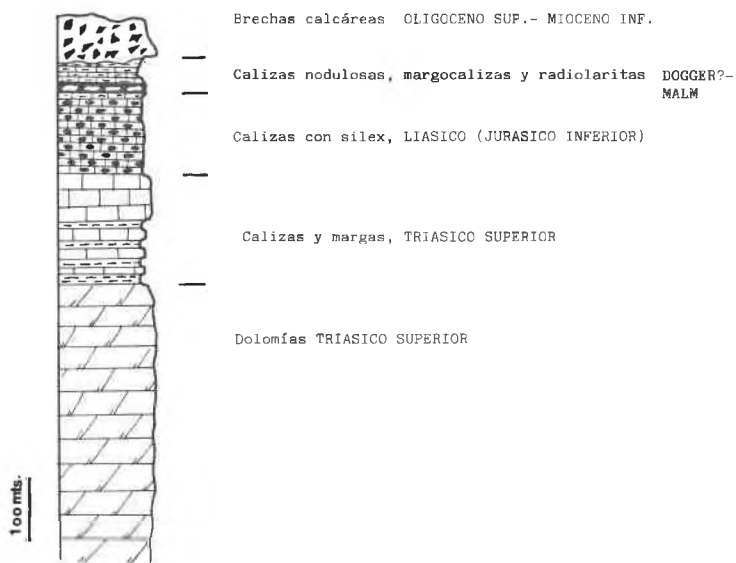 Brechas calcáreas OLIGOCENO SUP.- MIOCENO INF.
Calizas nodulosas, margocalizas y radiolaritas DOGGER?-
MALM
Calizas con silex, LIASICO (JURASICO INFERIOR)
Calizas y margas, TRIASICO SUPERIOR
Dolomías TRIASICO SUPERIOR
100 mts.